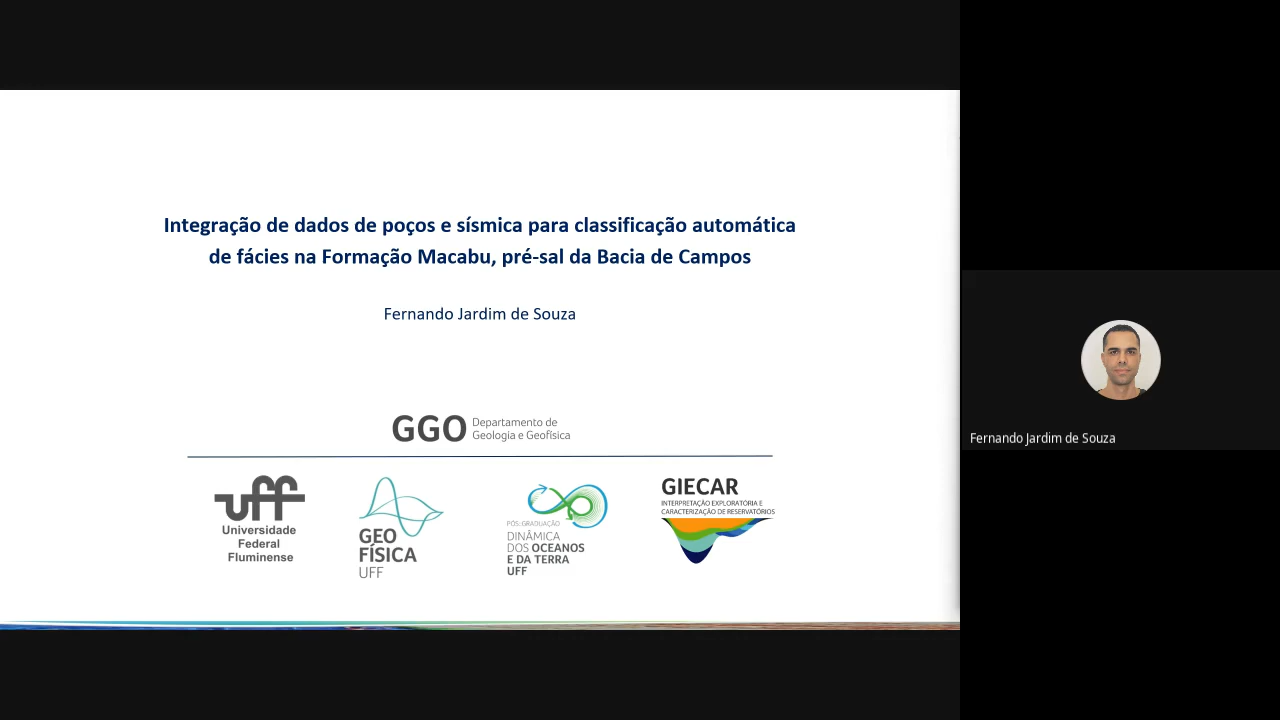 Integração de dados de poços e sísmica para classificação automática
de fácies na Formação Macabu, pré-sal da Bacia de Campos
Fernando Jardim de Souza
GGO
Departamento de
Geologia e Geofísica
uff
Universidade
Federal
Fluminense
GEO
FÍSICA
UFF
PÓS-GRADUAÇÃO
DINÂMICA
DOS OCEANOS
E DA TERRA
UFF
GIECAR
INTERPRETAÇÃO EXPLORATÓRIA E
CARACTERIZAÇÃO DE RESERVATÓRIOS
Fernando Jardim de Souza